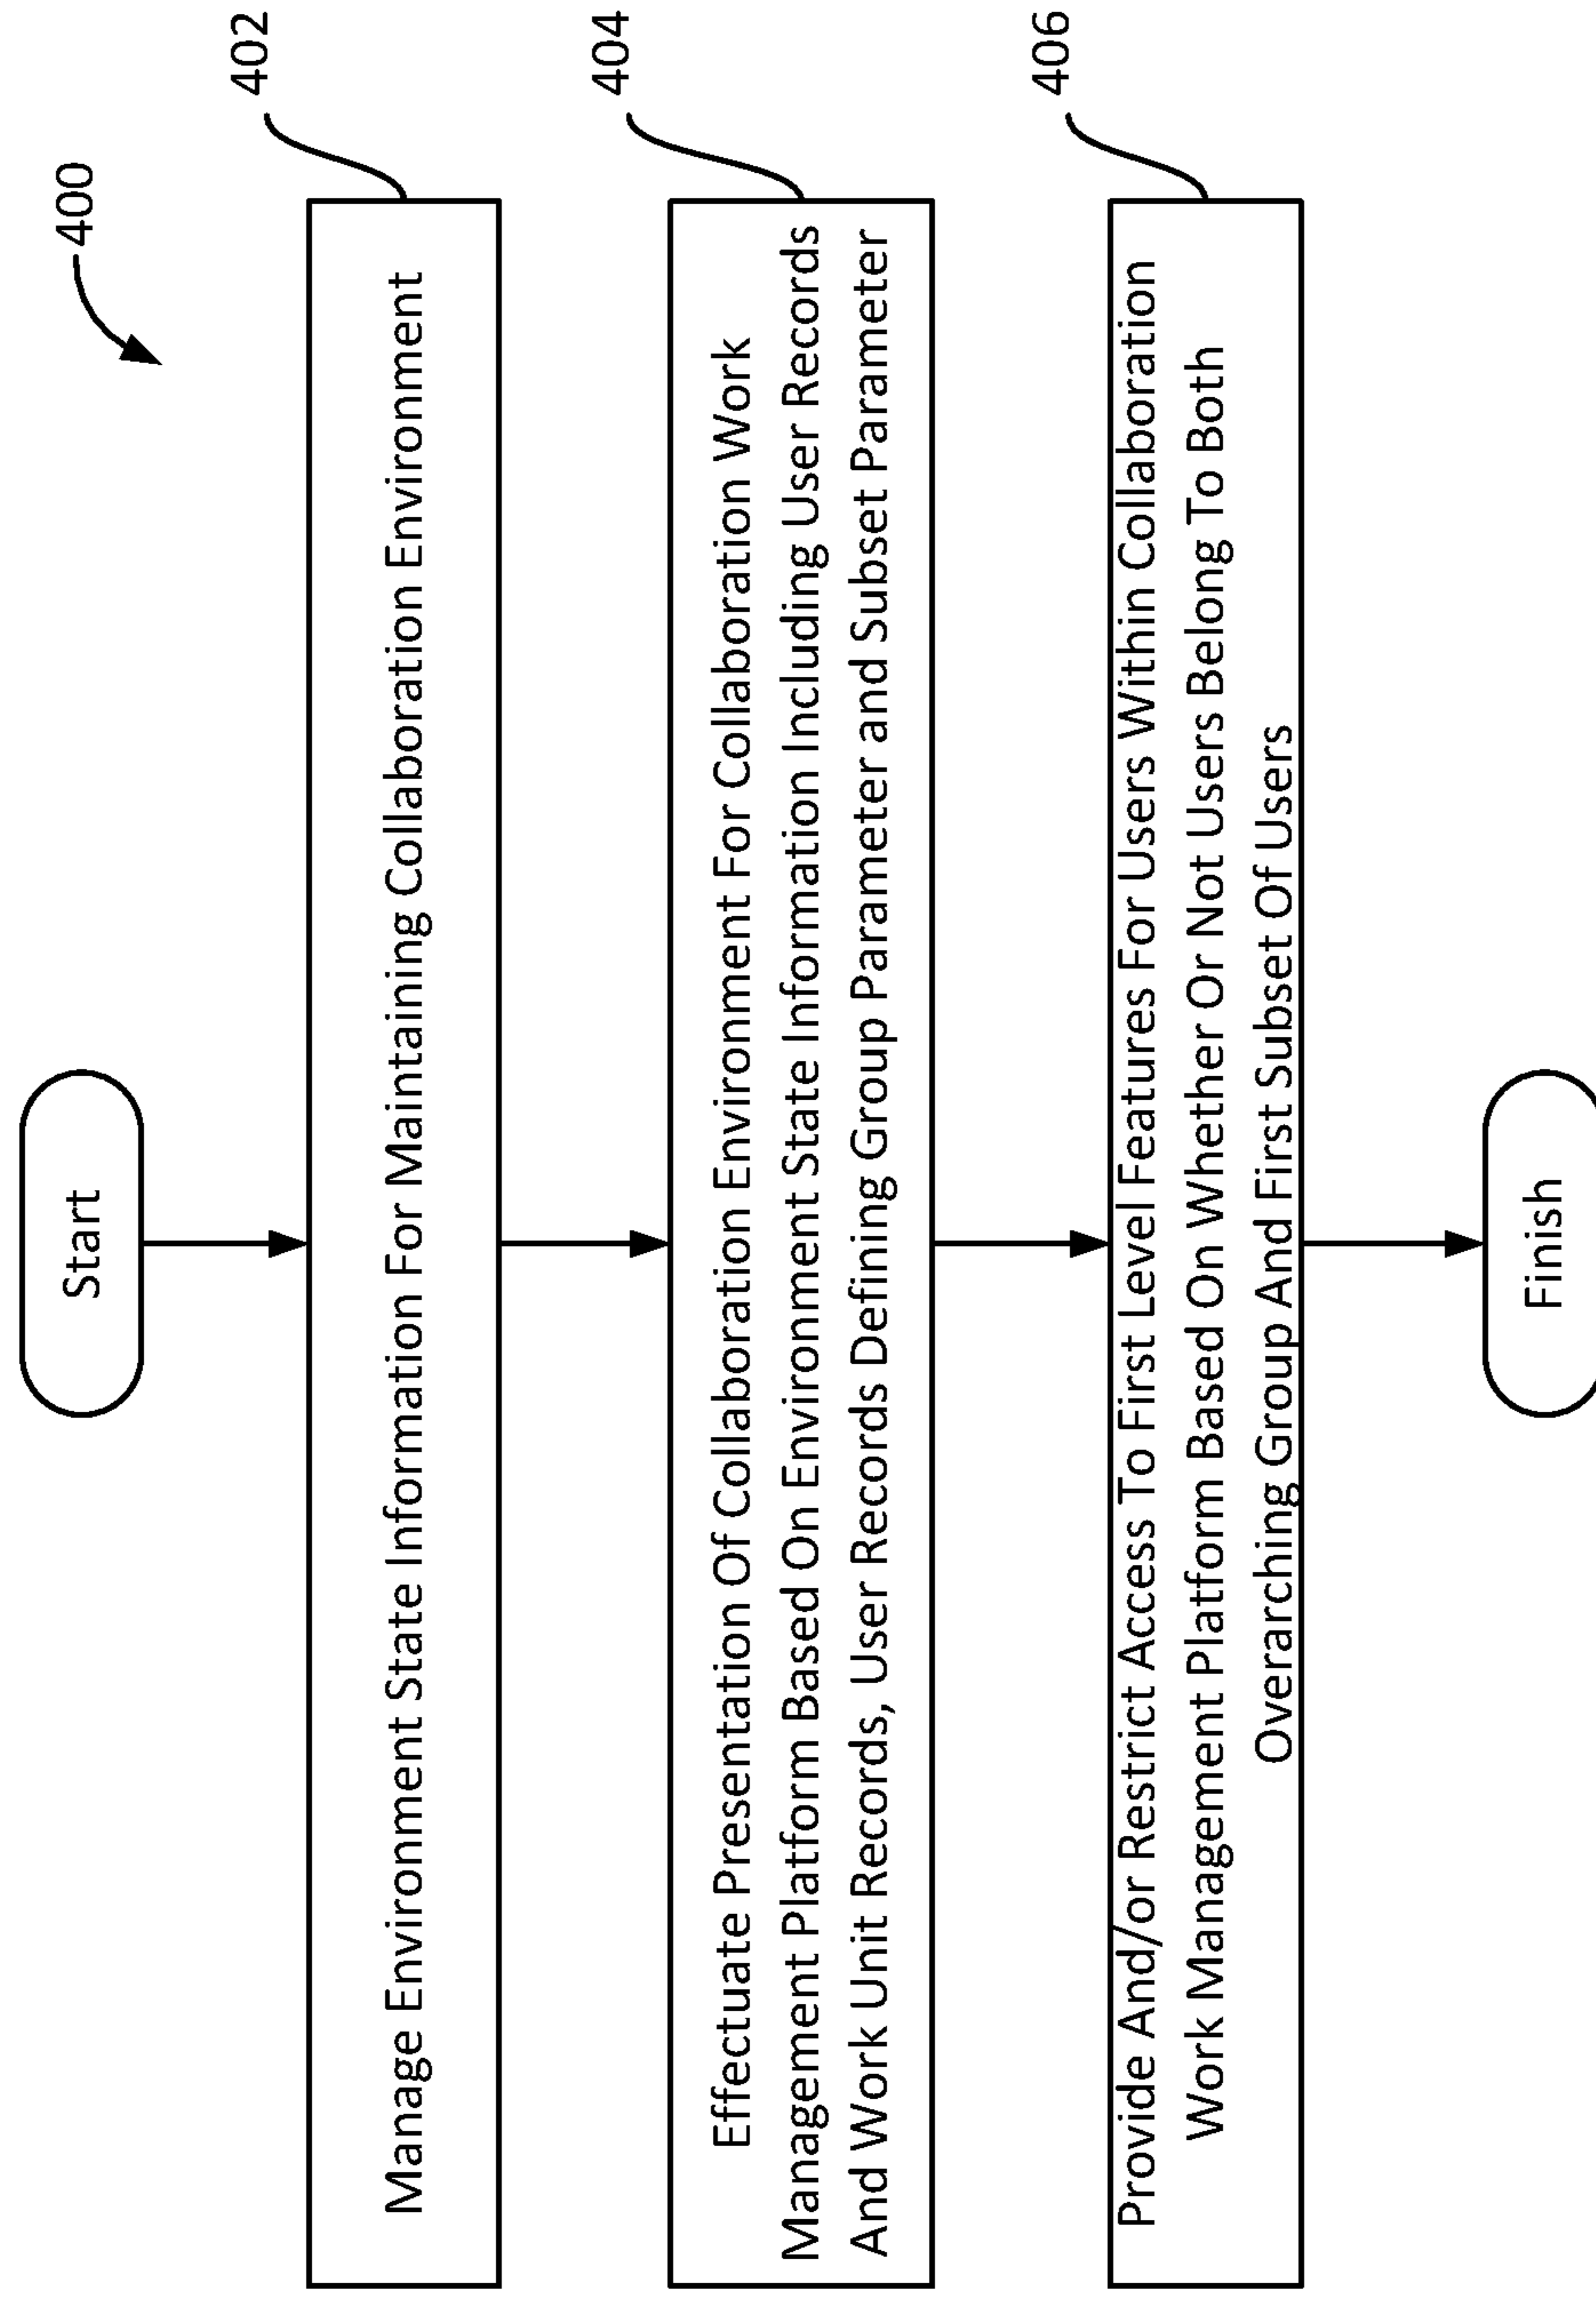 400
Start
402
Manage Environment State Information For Maintaining Collaboration Environment
404
Effectuate Presentation Of Collaboration Environment For Collaboration Work
Management Platform Based On Environment State Information Including User Records
And Work Unit Records, User Records Defining Group Parameter and Subset Parameter
406
Provide And/or Restrict Access To First Level Features For Users Within Collaboration
Work Management Platform Based On Whether Or Not Users Belong To Both
Overarching Group And First Subset Of Users
Finish